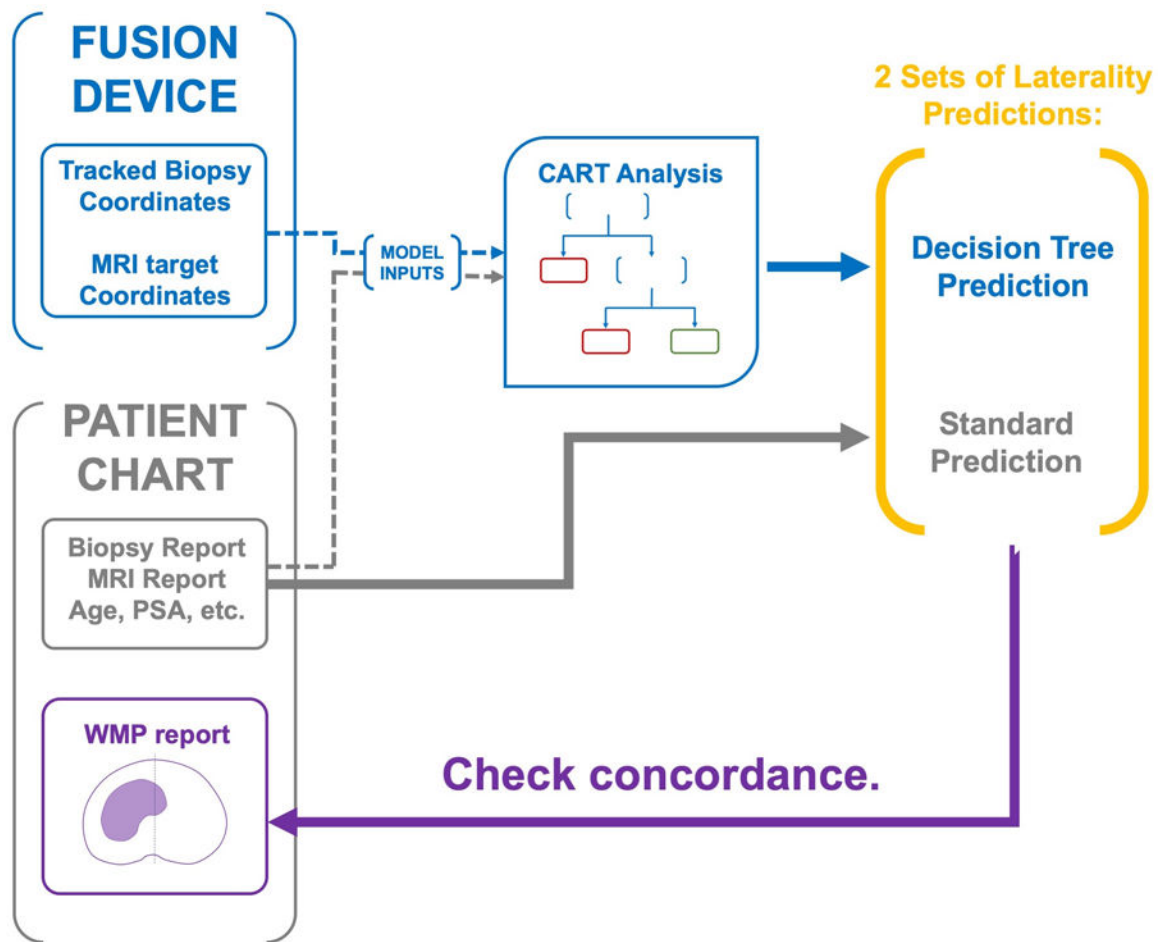 FUSION
DEVICE
Tracked Biopsy
Coordinates
MRI target
Coordinates
MODEL
INPUTS
CART Analysis
2 Sets of Laterality
Predictions:
Decision Tree
Prediction
Standard
Prediction
PATIENT
CHART
Biopsy Report
MRI Report
Age, PSA, etc.
WMP report
Check concordance.